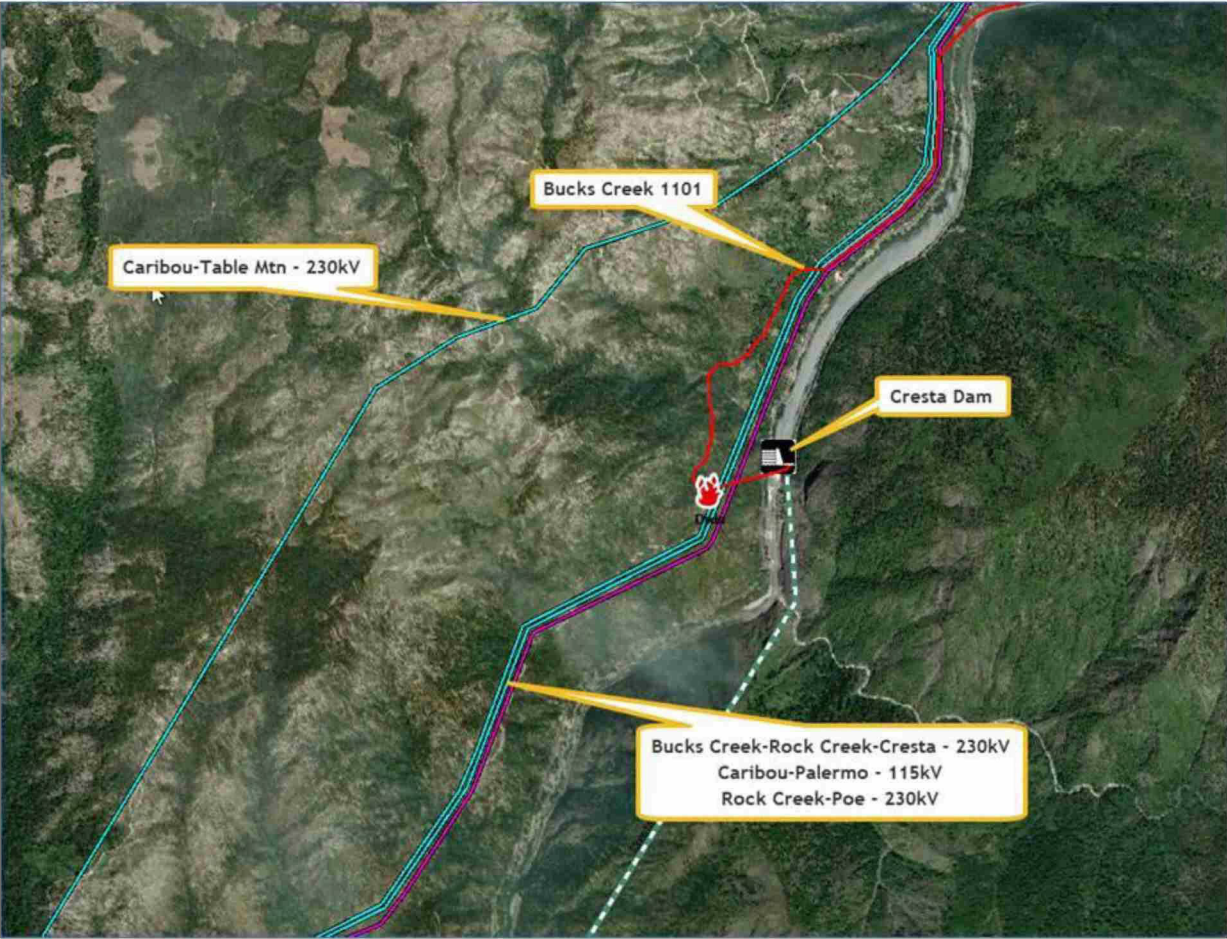 Bucks Creek 1101
Caribou-Table Mtn - 230kV
Cresta Dam
Bucks Creek-Rock Creek-Cresta - 230kV
Caribou-Palermo - 115kV
Rock Creek-Poe - 230kV